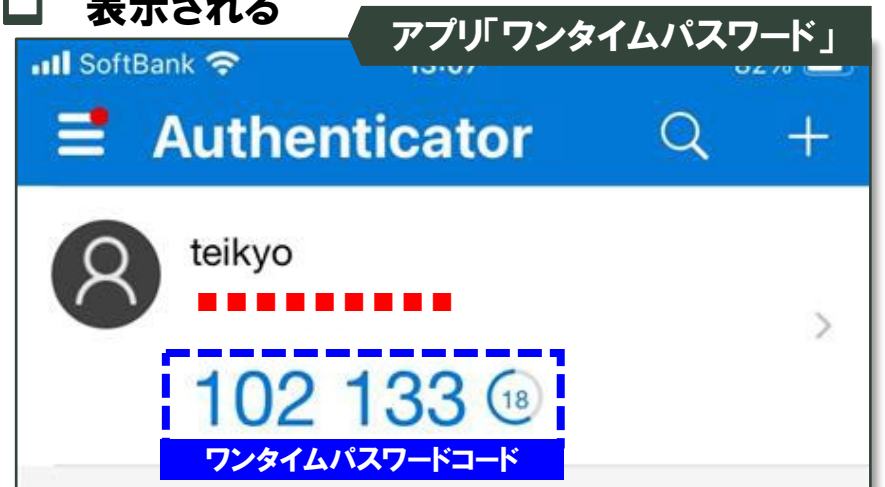 表示される
アプリ「ワンタイムパスワード」
SoftBank
Authenticator
teikyo
102 133 18
ワンタイムパスワードコード